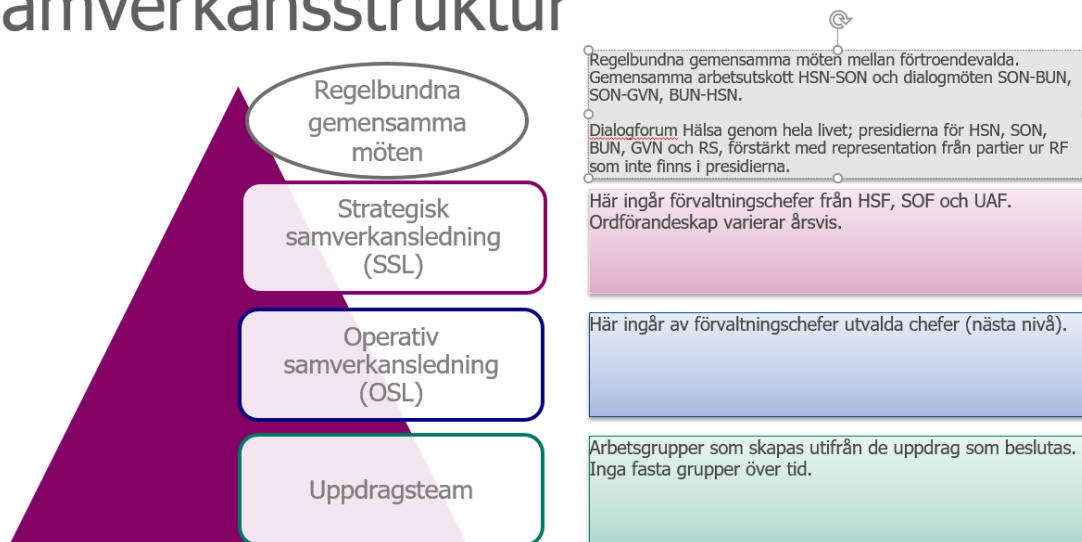 amverkansstruktur
Regelbundna
gemensamma
möten
Regelbundna gemensamma möten mellan förtroendevalda.
Gemensamma arbetsutskott HSN-SON och dialogmöten SON-BUN,
SON-GVN, BUN-HSN.
Dialogforum Hälsa genom hela livet; presidierna för HSN, SON,
BUN, GVN och RS, förstärkt med representation från partier ur RF
som inte finns i presidierna.
Strategisk
samverkansledning
(SSL)
Här ingår förvaltningschefer från HSF, SOF och UAF.
Ordförandeskap varierar årsvis.
Operativ
samverkansledning
(OSL)
Här ingår av förvaltningschefer utvalda chefer (nästa nivå).
Uppdragsteam
Arbetsgrupper som skapas utifrån de uppdrag som beslutas.
Inga fasta grupper över tid.